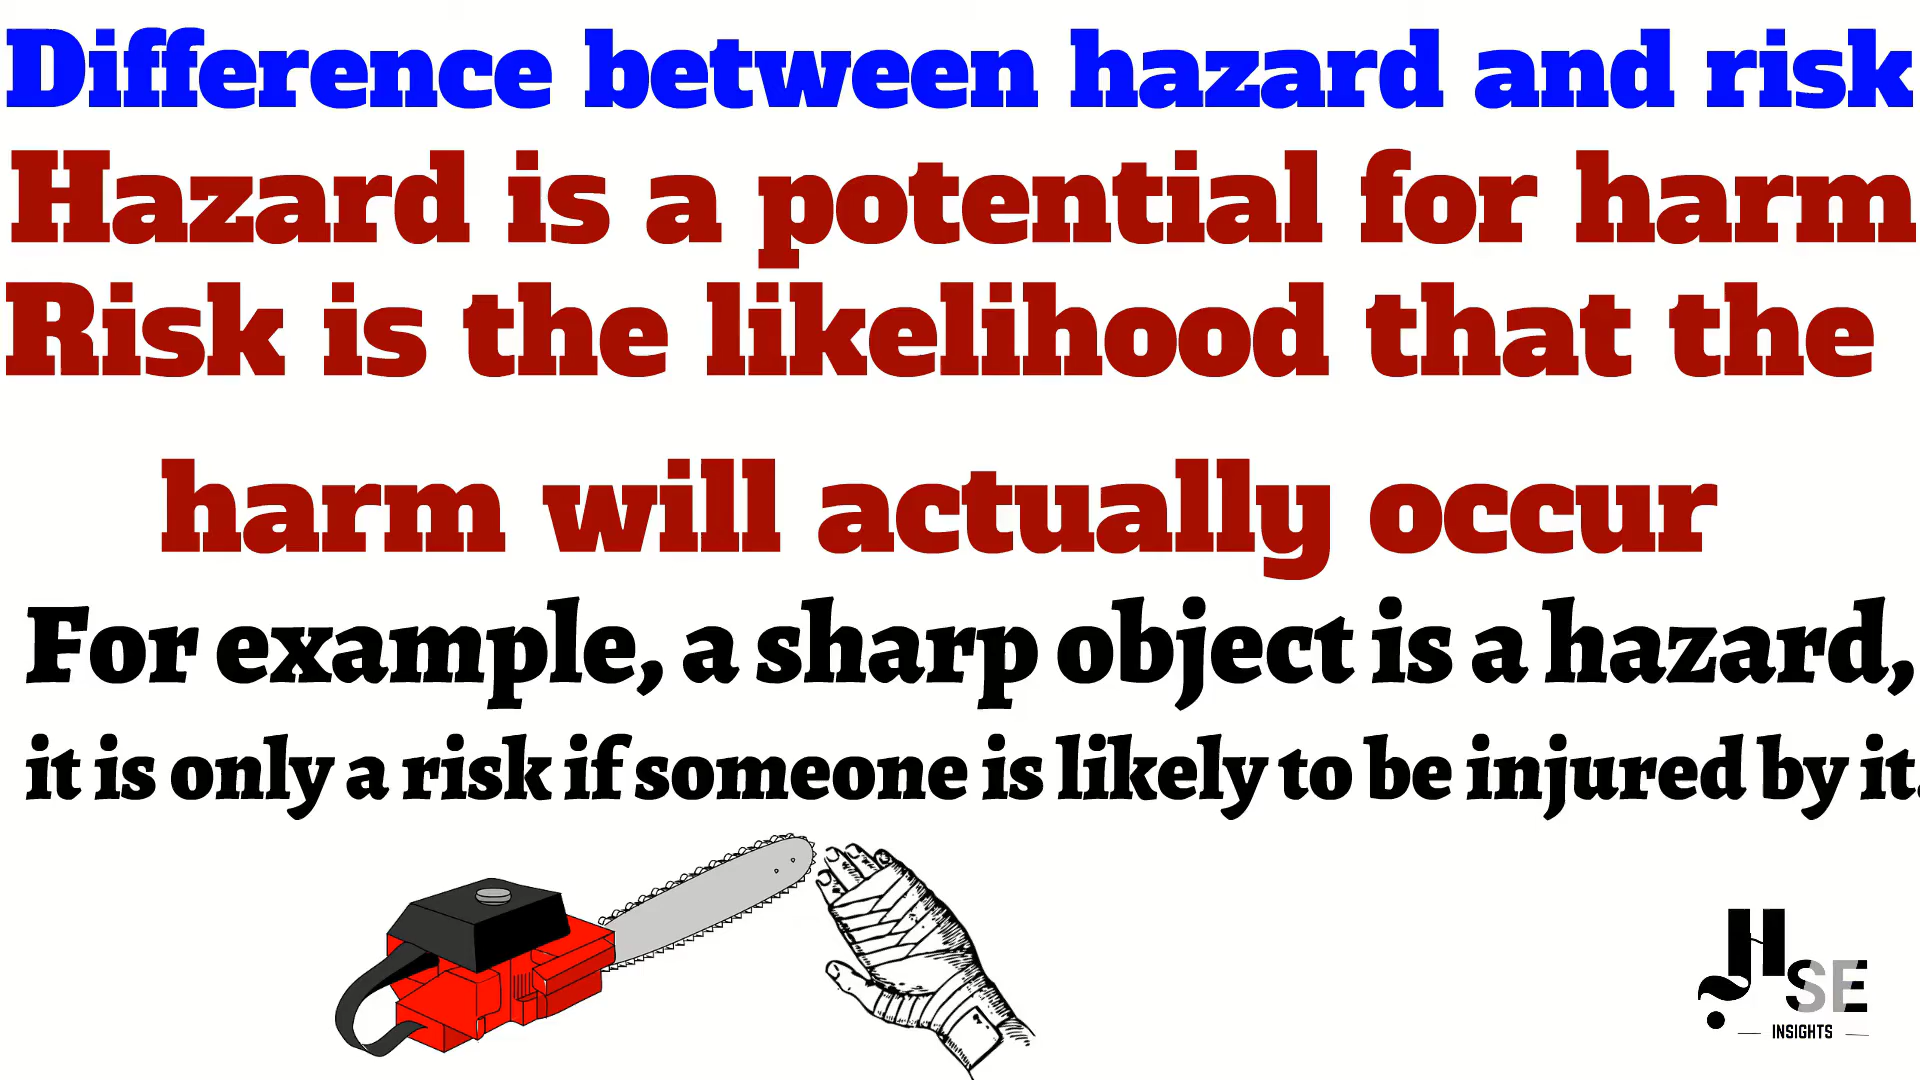 Difference between hazard and risk
Hazard is a potential for harm
Risk is the likelihood that the
harm will actually occur
For example, a sharp object is a hazard,
it is only a risk if someone is likely to be injured by it.
HSE
INSIGHTS